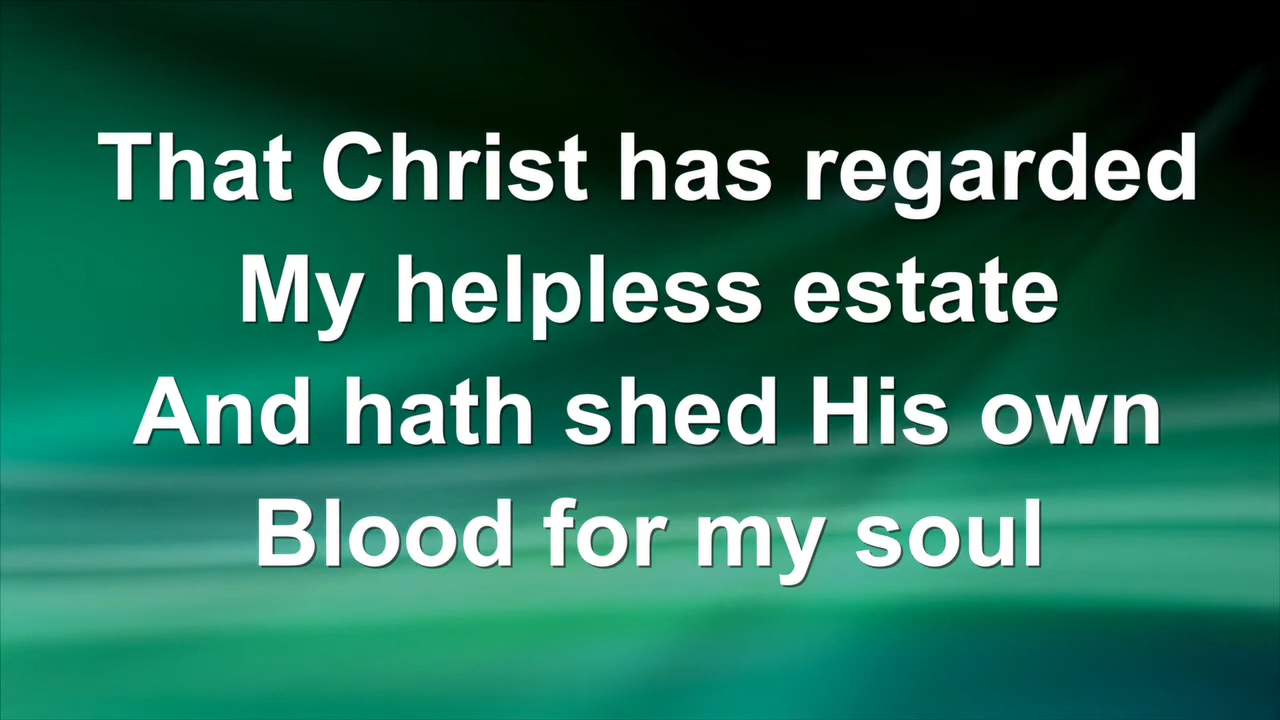 That Christ has regarded
My helpless estate
And hath shed His own
Blood for my soul